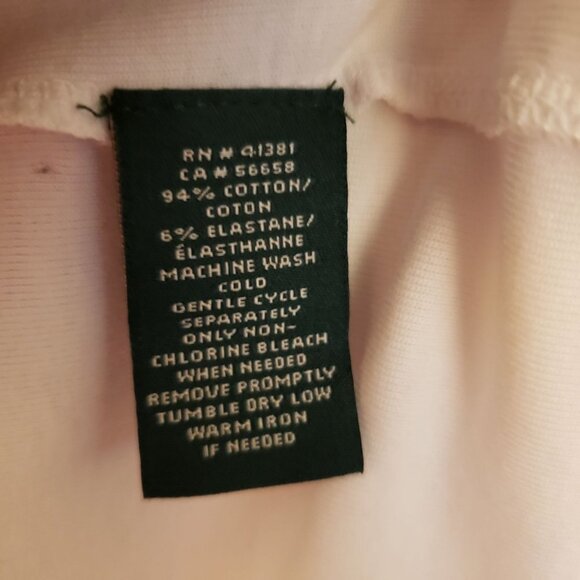 RN # 41381
CA # 56658
94% COTTON/
COTON
6% ELASTANE/
ÉLASTHANNE
MACHINE WASH
COLD
GENTLE CYCLE
SEPARATELY
ONLY NON-
CHLORINE BLEACH
WHEN NEEDED
REMOVE PROMPTLY
TUMBLE DRY LOW
WARM IRON
IF NEEDED